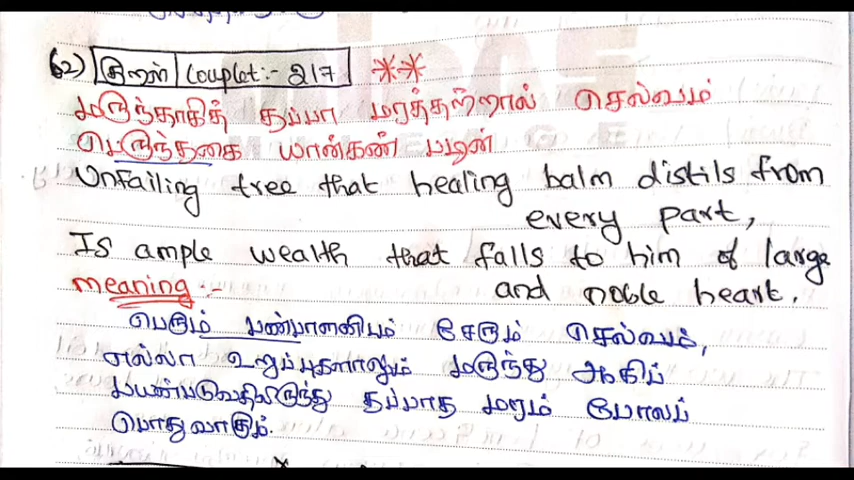 62) குறள் Couplet:- 217 **
மருந்தாகித் தப்பா மரத்தற்றால் செல்வம்
பெருந்தகை யான்கண் படின்
Unfailing tree that healing balm distils from
every part,
Is ample wealth that falls to him of large
and noble heart.
meaning:-
பெரும் பண்பாளனியம் சேரும் செல்வம்,
எல்லா உறுப்புகளாலும் மருந்து ஆகிப்
பயன்படுவதிலிருந்து தப்பாத மரம் போலப்
பொதுவாகும்.